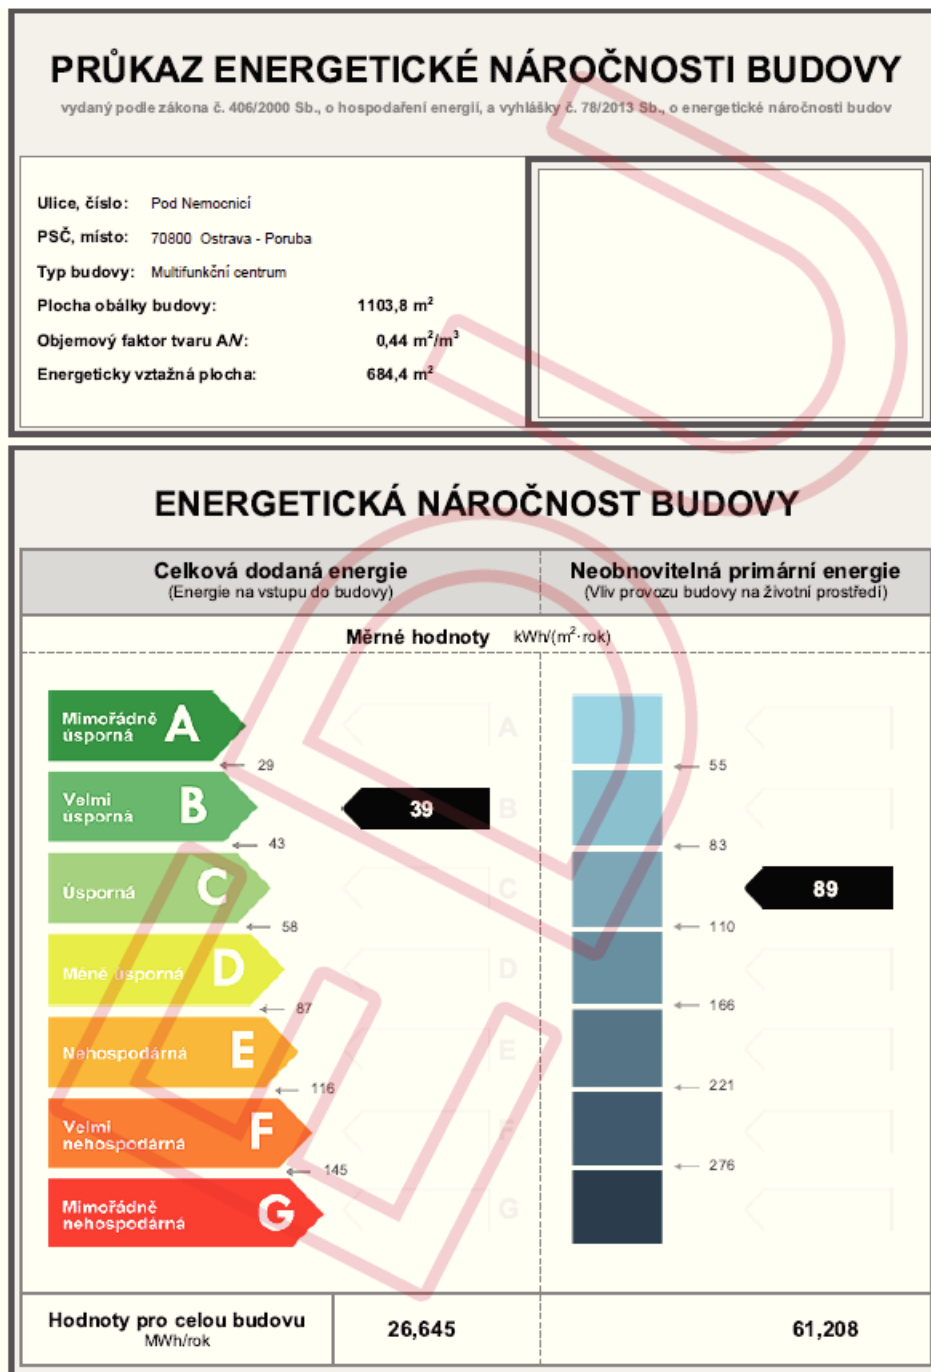 PRŮKAZ ENERGETICKÉ NÁROČNOSTI BUDOVY
vydaný podle zákona č. 406/2000 Sb., o hospodaření energií, a vyhlášky č. 78/2013 Sb., o energetické náročnosti budov
Ulice, číslo: Pod Nemocnicí
PSČ, místo: 70800 Ostrava - Poruba
Typ budovy: Multifunkční centrum
Plocha obálky budovy: 1103,8 m²
Objemový faktor tvaru A/V: 0,44 m²/m³
Energeticky vztažná plocha: 684,4 m²
ENERGETICKÁ NÁROČNOST BUDOVY
Celková dodaná energie
(Energie na vstupu do budovy)
Neobnovitelná primární energie
(Vliv provozu budovy na životní prostředí)
Měrné hodnoty kWh/(m²·rok)
Mimořádně úsporná A
A
29
55
Velmi úsporná B
39
B
43
83
Úsporná C
C
89
58
110
Méně úsporná D
D
87
166
Nehospodárná E
E
116
221
Velmi nehospodárná F
F
145
276
Mimořádně nehospodárná G
G
Hodnoty pro celou budovu
MWh/rok
26,645
61,208
EDU